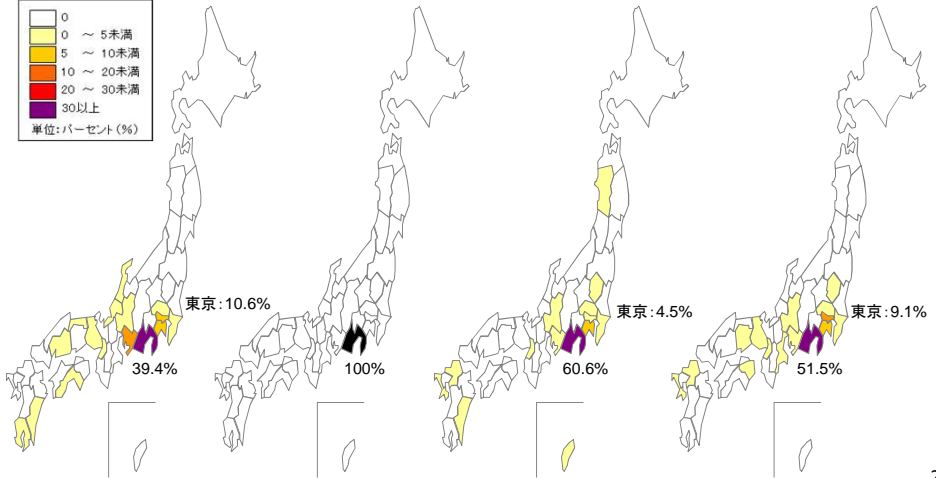 0
0 ~ 5未満
5 ~ 10未満
10 ~ 20未満
20 ~ 30未満
30以上
単位:パーセント(%)
東京:10.6%
39.4%
100%
東京:4.5%
60.6%
東京:9.1%
51.5%